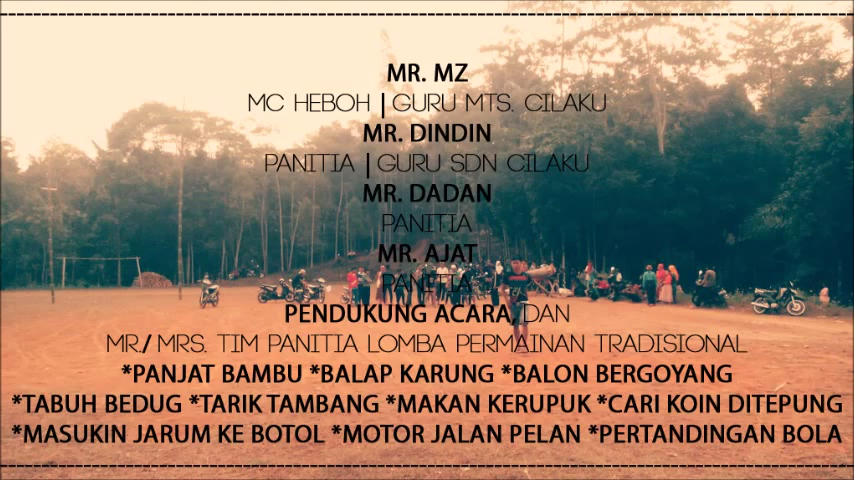 MR. MZ
MC HEBOH | GURU MTS. CILAKU
MR. DINDIN
PANITIA | GURU SDN CILAKU
MR. DADAN
PANITIA
MR. AJAT
PANITIA
PENDUKUNG ACARA, DAN
MR./ MRS. TIM PANITIA LOMBA PERMAINAN TRADISIONAL
*PANJAT BAMBU *BALAP KARUNG *BALON BERGOYANG
*TABUH BEDUG *TARIK TAMBANG *MAKAN KERUPUK *CARI KOIN DITEPUNG
*MASUKIN JARUM KE BOTOL *MOTOR JALAN PELAN *PERTANDINGAN BOLA